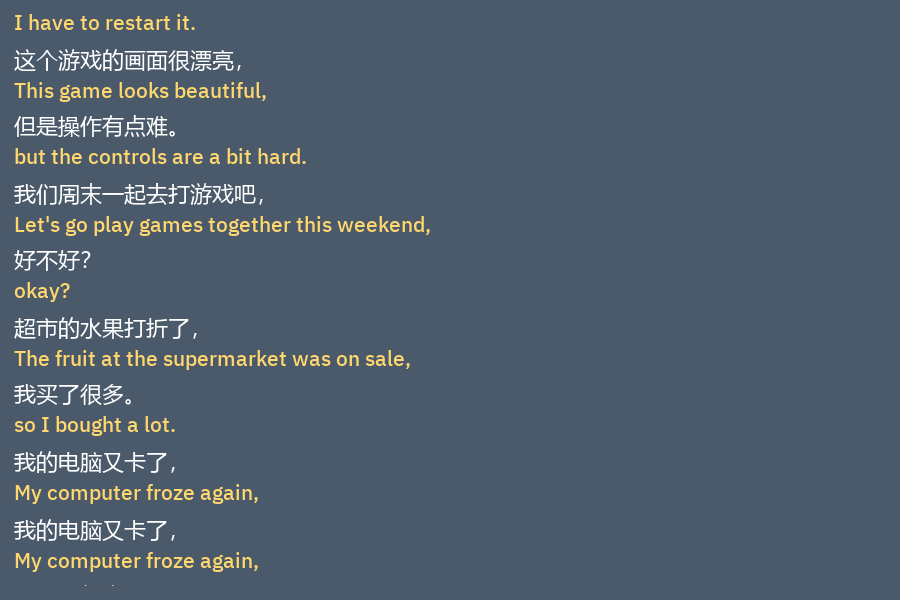 I have to restart it.
这个游戏的画面很漂亮，
This game looks beautiful,
但是操作有点难。
but the controls are a bit hard.
我们周末一起去打游戏吧，
Let's go play games together this weekend,
好不好？
okay?
超市的水果打折了，
The fruit at the supermarket was on sale,
我买了很多。
so I bought a lot.
我的电脑又卡了，
My computer froze again,
我的电脑又卡了，
My computer froze again,